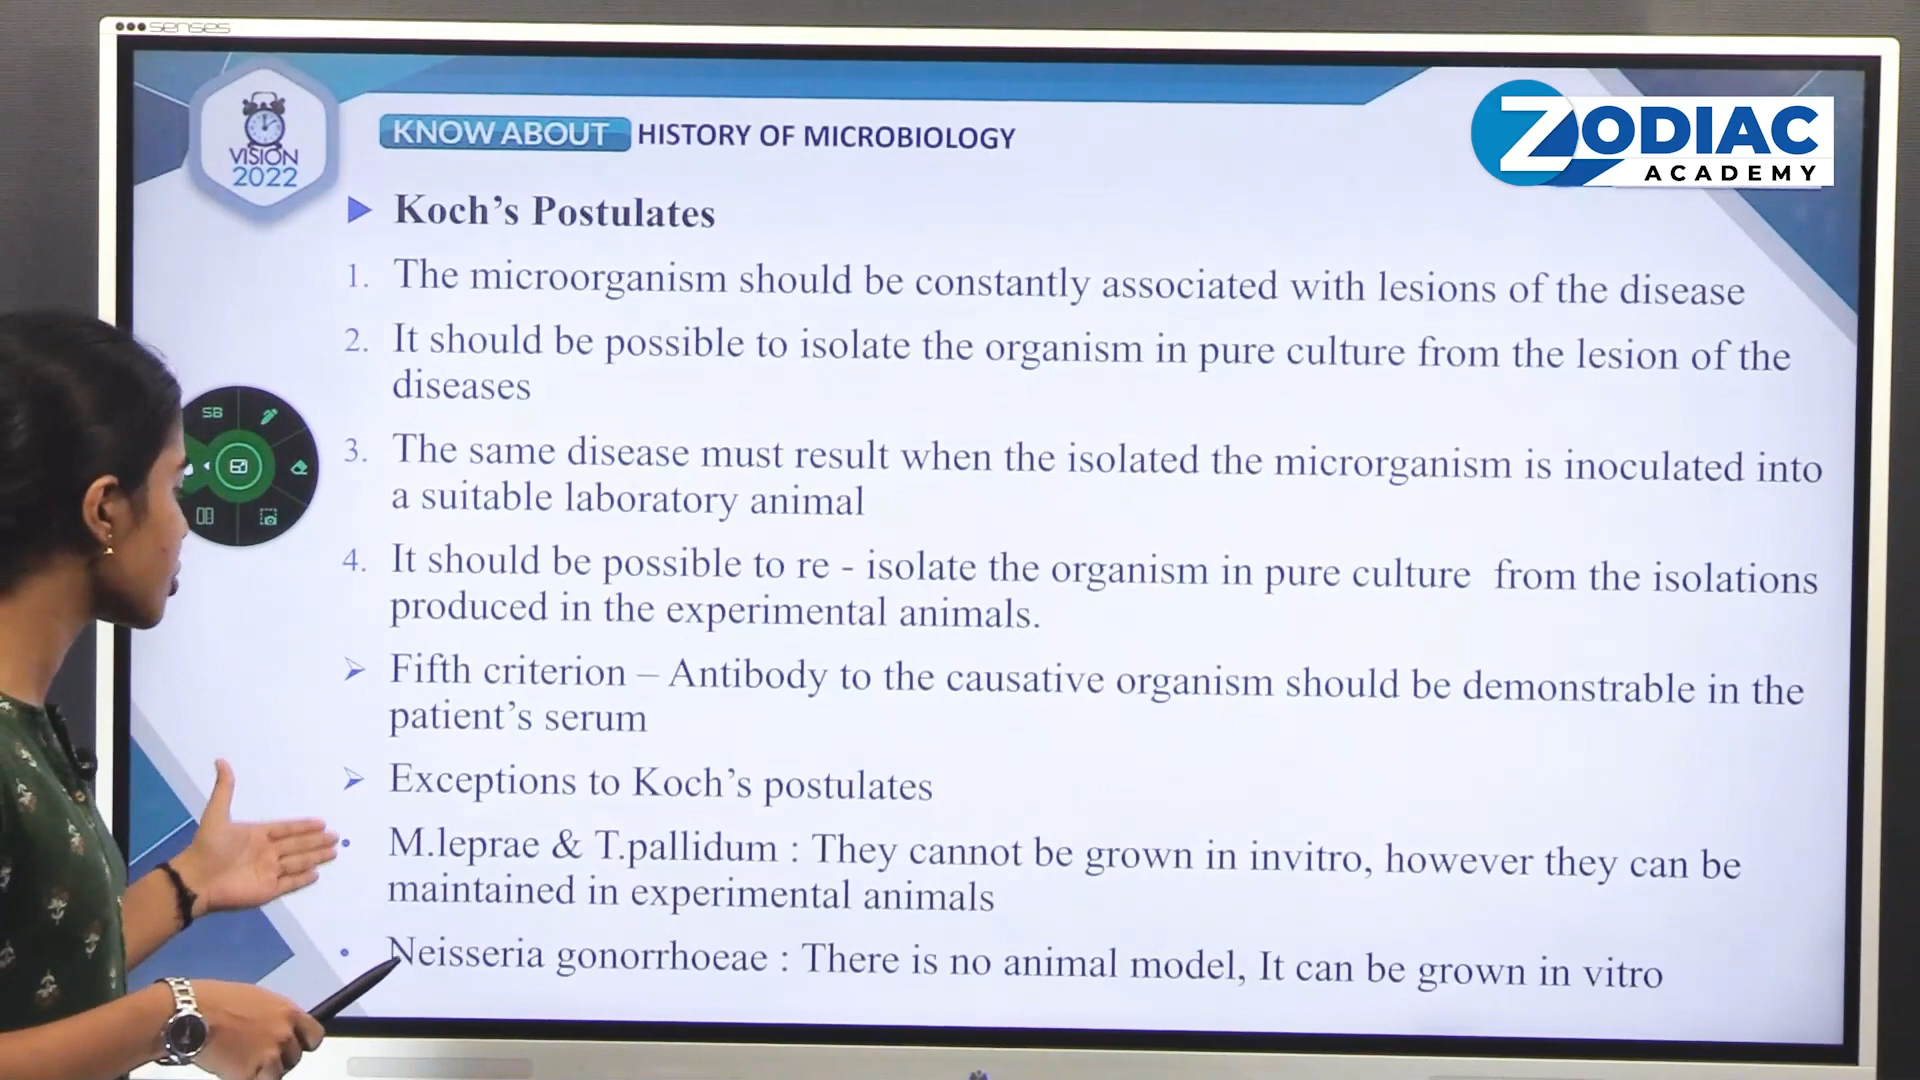 senses
VISION
2022
KNOW ABOUT HISTORY OF MICROBIOLOGY
ZODIAC
ACADEMY
Koch's Postulates
1. The microorganism should be constantly associated with lesions of the disease
2. It should be possible to isolate the organism in pure culture from the lesion of the
diseases
SB
3. The same disease must result when the isolated the microrganism is inoculated into
a suitable laboratory animal
4. It should be possible to re - isolate the organism in pure culture from the isolations
produced in the experimental animals.
Fifth criterion – Antibody to the causative organism should be demonstrable in the
patient's serum
Exceptions to Koch's postulates
M.leprae & T.pallidum : They cannot be grown in invitro, however they can be
maintained in experimental animals
Neisseria gonorrhoeae : There is no animal model, It can be grown in vitro